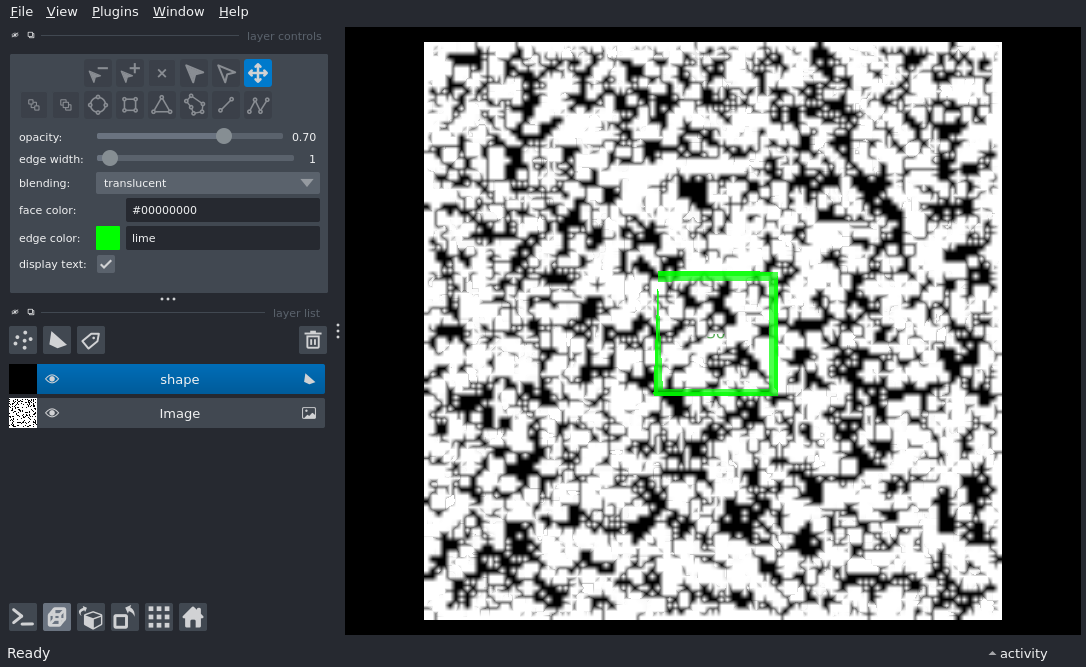 File View Plugins Window Help
layer controls
opacity: 0.70
edge width: 1
blending: translucent
face color: #00000000
edge color: lime
display text:
layer list
shape
Image
Ready
activity